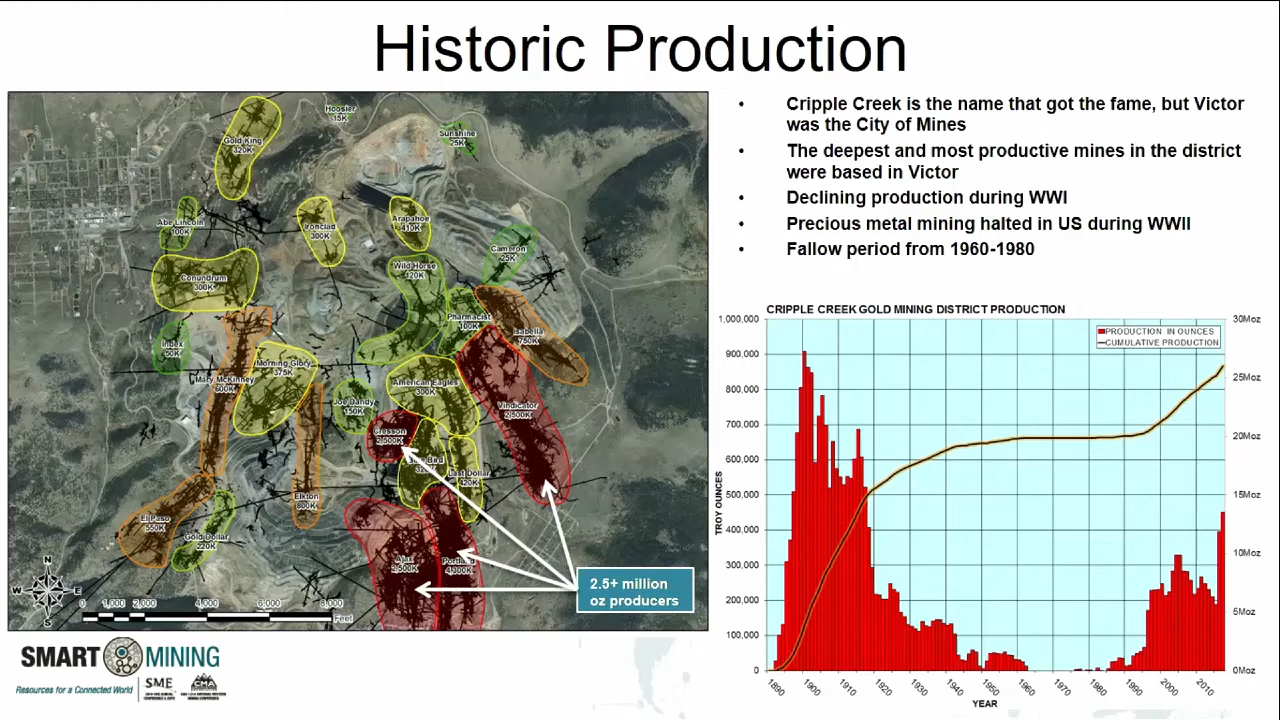 Historic Production
Hoosier
15K
Sunshine
25K
Gold King
320K
Abe Lincoln
100K
Ironclad
300K
Arapahoe
410K
Cameron
25K
Conundrum
300K
Wild Horse
420K
Pharmacist
100K
Isabella
750K
Index
50K
Morning Glory
375K
Mary McKinney
600K
American Eagles
300K
Joe Dandy
150K
Vindicator
2,500K
Cresson
2,500K
Bird
320K
Last Dollar
420K
Elkton
800K
El Paso
550K
Gold Dollar
220K
Ajax
2,500K
Portland
4,300K
2.5+ million
oz producers
N
W E
S
0 1,000 2,000 4,000 6,000 8,000
Feet
• Cripple Creek is the name that got the fame, but Victor
was the City of Mines
• The deepest and most productive mines in the district
were based in Victor
• Declining production during WWI
• Precious metal mining halted in US during WWII
• Fallow period from 1960-1980
CRIPPLE CREEK GOLD MINING DISTRICT PRODUCTION
PRODUCTION IN OUNCES
CUMULATIVE PRODUCTION
TROY OUNCES
1,000,000
900,000
800,000
700,000
600,000
500,000
400,000
300,000
200,000
100,000
0
30Moz
25Moz
20Moz
15Moz
10Moz
5Moz
0Moz
1890 1900 1910 1920 1930 1940 1950 1960 1970 1980 1990 2000 2010
YEAR
SMART MINING
Resources for a Connected World
SME
CMA